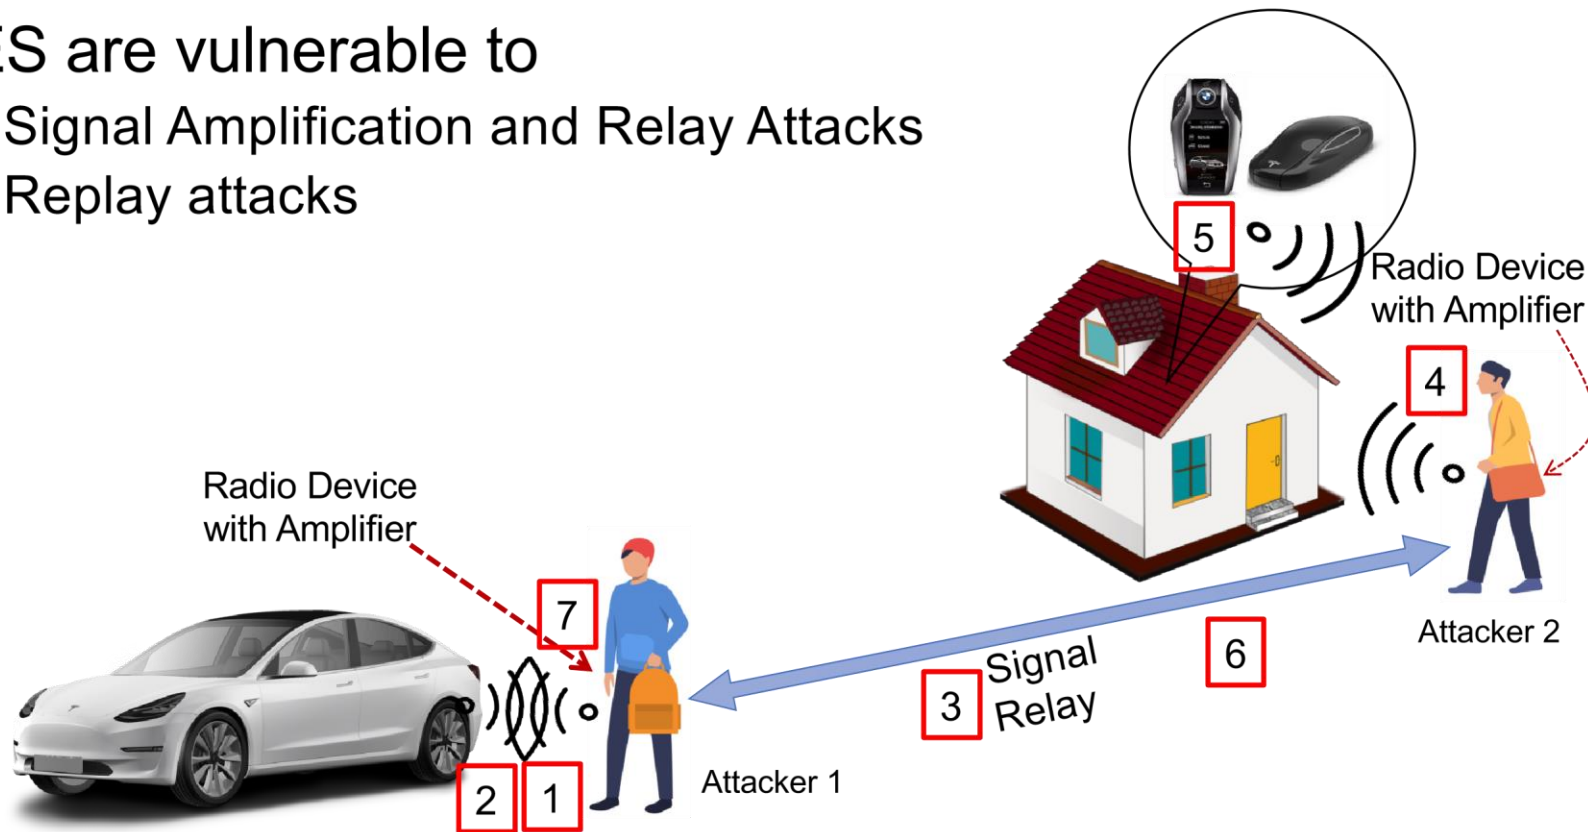 ES are vulnerable to
Signal Amplification and Relay Attacks
Replay attacks
5
Radio Device
with Amplifier
4
Radio Device
with Amplifier
7
Attacker 2
6
3
Signal
Relay
2
1
Attacker 1